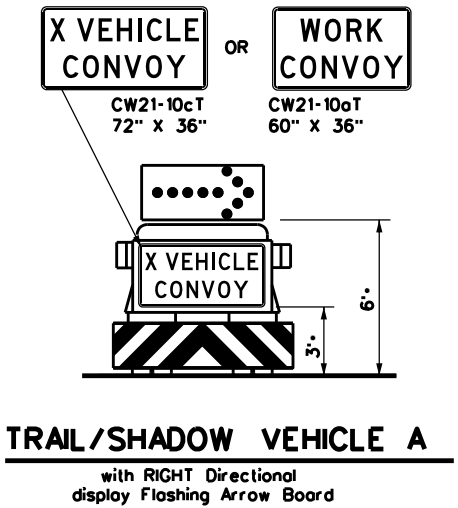 X VEHICLE
CONVOY
OR
WORK
CONVOY
CW21-10cT
72" X 36"
CW21-10aT
60" X 36"
X VEHICLE
CONVOY
6'±
3'±
TRAIL/SHADOW VEHICLE A
with RIGHT Directional
display Flashing Arrow Board